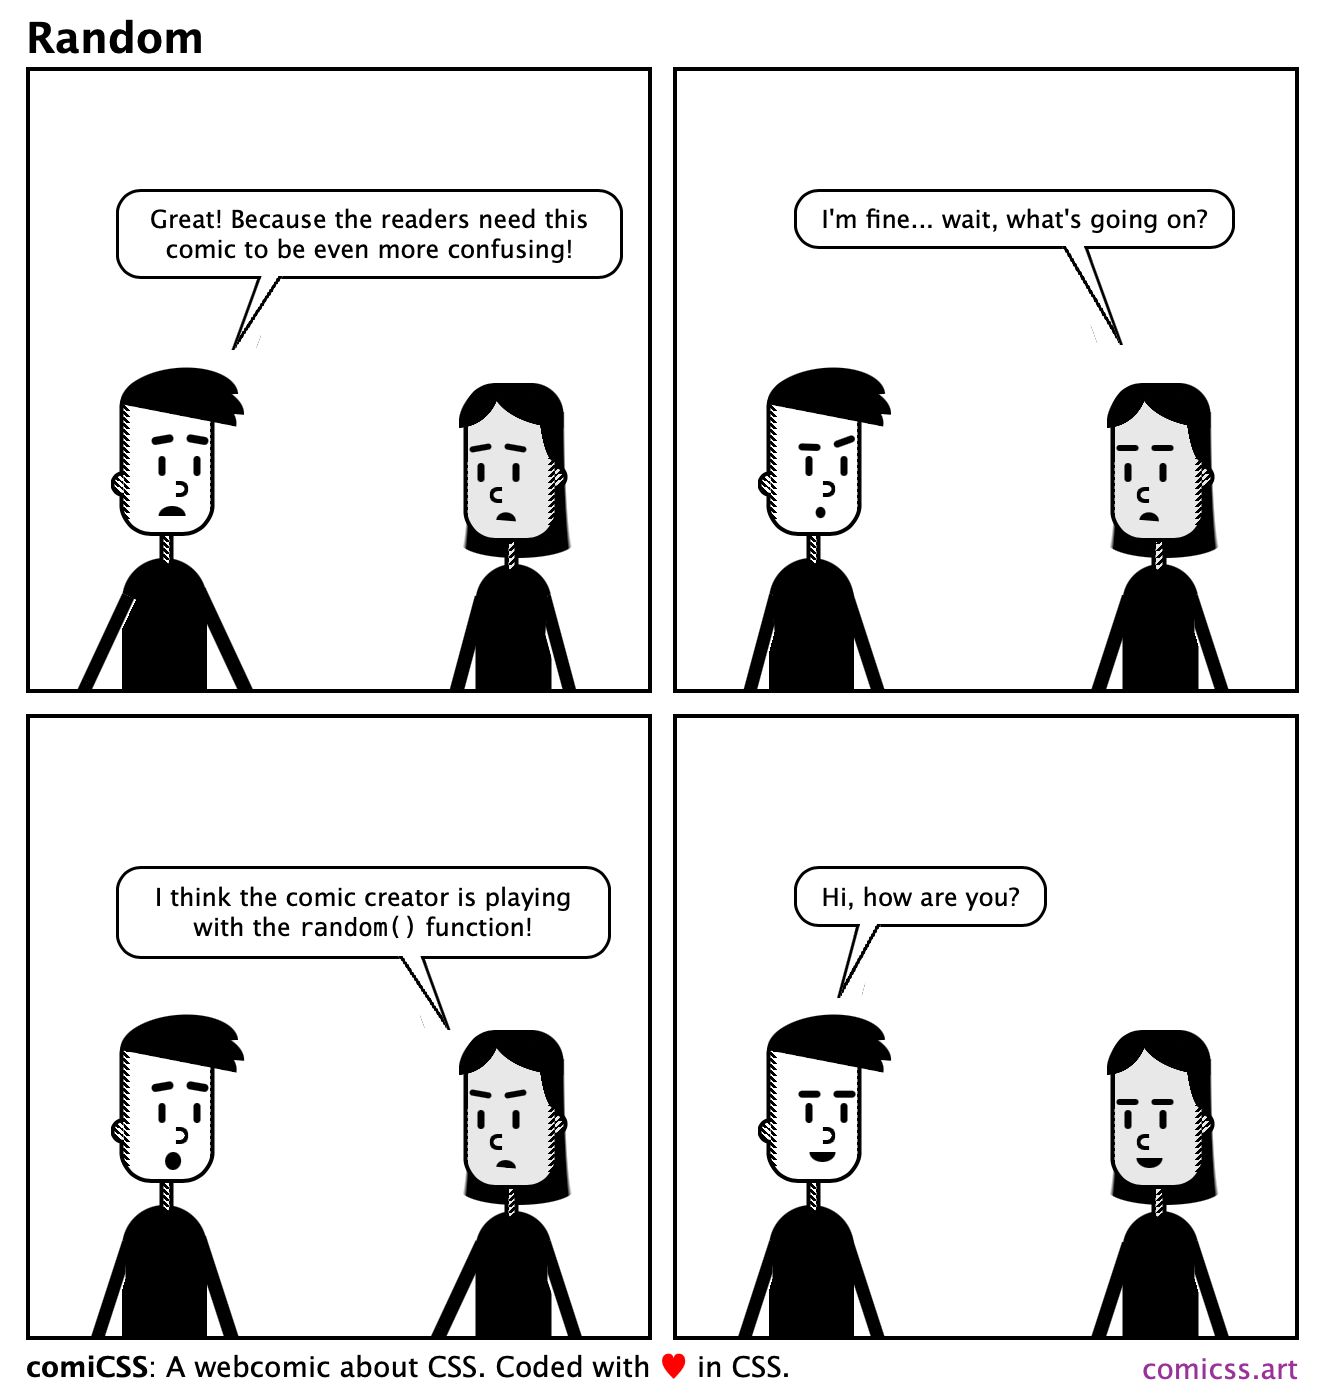 Random
Great! Because the readers need this
comic to be even more confusing!
I'm fine... wait, what's going on?
I think the comic creator is playing
with the random() function!
Hi, how are you?
comiCSS: A webcomic about CSS. Coded with ♥ in CSS.
comicss.art